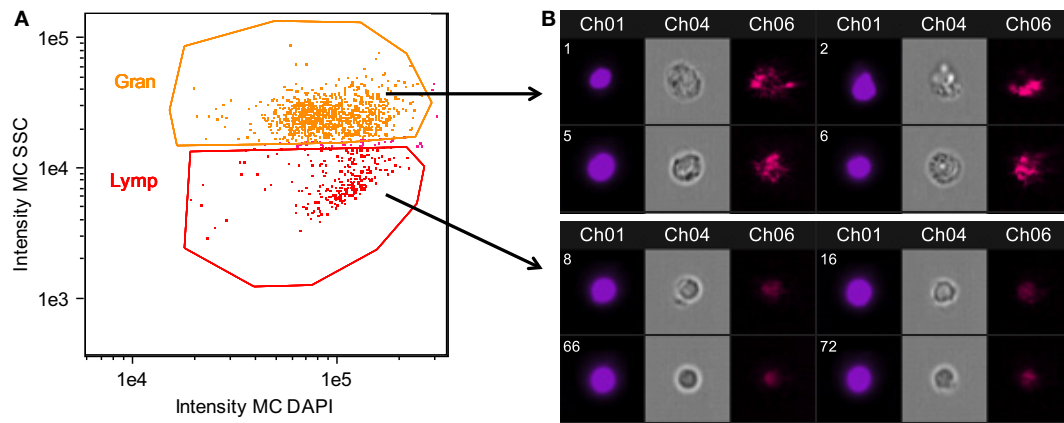 A
1e5
1e4
1e3
Intensity MC SSC
Gran
Lymp
1e4 1e5
Intensity MC DAPI
B
Ch01 Ch04 Ch06 Ch01 Ch04 Ch06
1 2
5 6
Ch01 Ch04 Ch06 Ch01 Ch04 Ch06
8 16
66 72